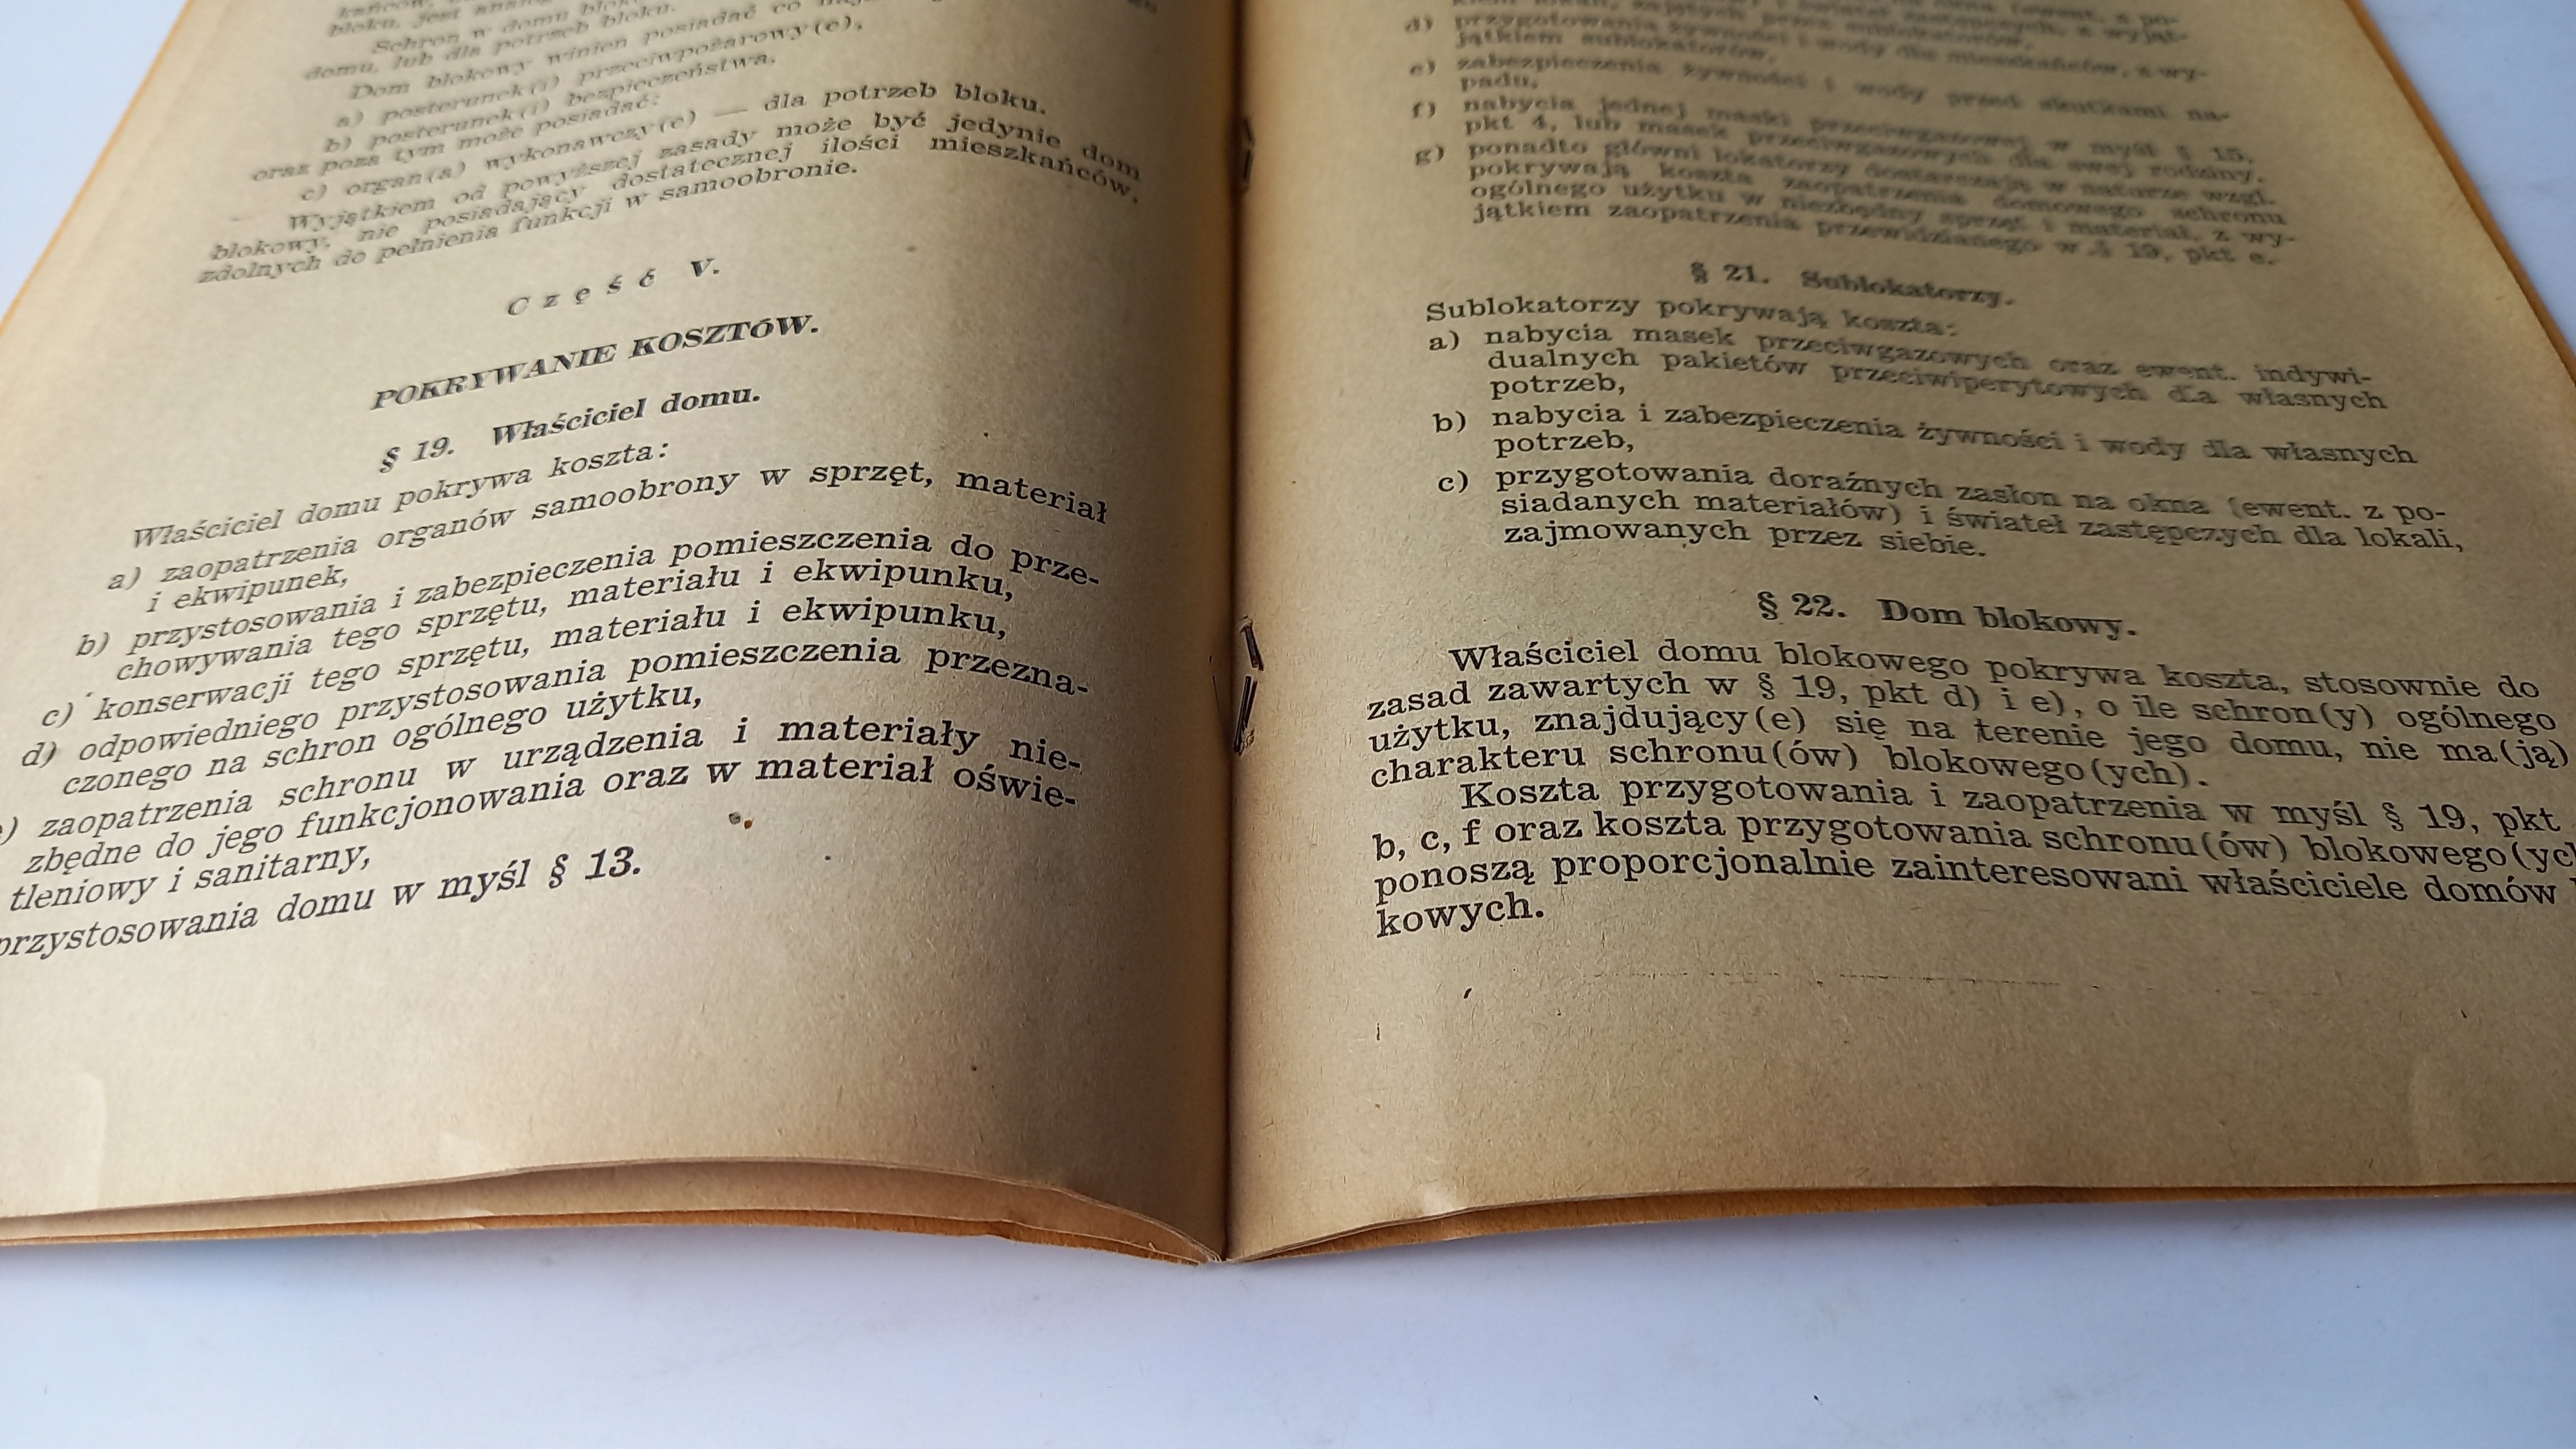 bloku, jest
Schron w domu
domu, lub dla potrzeb bloku.
Dom blokowy winien posiadać co
a) posterunek(i) przeciwpożarowy(e),
b) posterunek(i) bezpieczeństwa,
oraz poza tym może posiadać:
c) organ(a) wykonawczy(e) — dla potrzeb bloku.
Wyjątkiem od powyższej zasady może być jedynie dom
blokowy, nie posiadający dostatecznej ilości mieszkańców,
zdolnych do pełnienia funkcji w samoobronie.
Część V.
POKRYWANIE KOSZTÓW.
§ 19. Właściciel domu.
Właściciel domu pokrywa koszta:
a) zaopatrzenia organów samoobrony w sprzęt, materiał
i ekwipunek,
b) przystosowania i zabezpieczenia pomieszczenia do prze-
chowywania tego sprzętu, materiału i ekwipunku,
c) konserwacji tego sprzętu, materiału i ekwipunku,
d) odpowiedniego przystosowania pomieszczenia przezna-
czonego na schron ogólnego użytku,
) zaopatrzenia schronu w urządzenia i materiały nie-
zbędne do jego funkcjonowania oraz w materiał oświe-
tleniowy i sanitarny,
przystosowania domu w myśl § 13.
d) przygotowania żywności i wody dla mieszkańców, z wy-
jątkiem sublokatorów,
e) zabezpieczenia żywności i wody przed skutkami na-
padu,
f) nabycia jednej maski przeciwgazowej w myśl § 15,
pkt 4, lub masek przeciwgazowych dla swej rodziny,
g) ponadto główni lokatorzy dostarczają w naturze wzgl.
pokrywają koszta zaopatrzenia domowego schronu
ogólnego użytku w niezbędny sprzęt i materiał, z wy-
jątkiem zaopatrzenia przewidzianego w § 19, pkt e.
§ 21. Sublokatorzy.
Sublokatorzy pokrywają koszta:
a) nabycia masek przeciwgazowych oraz ewent. indywi-
dualnych pakietów przeciwiperytowych dla własnych
potrzeb,
b) nabycia i zabezpieczenia żywności i wody dla własnych
potrzeb,
c) przygotowania doraźnych zasłon na okna (ewent. z po-
siadanych materiałów) i świateł zastępczych dla lokali,
zajmowanych przez siebie.
§ 22. Dom blokowy.
Właściciel domu blokowego pokrywa koszta, stosownie do
zasad zawartych w § 19, pkt d) i e), o ile schron(y) ogólnego
użytku, znajdujący(e) się na terenie jego domu, nie ma(ją)
charakteru schronu(ów) blokowego(ych).
Koszta przygotowania i zaopatrzenia w myśl § 19, pkt
b, c, f oraz koszta przygotowania schronu(ów) blokowego(ych
ponoszą proporcjonalnie zainteresowani właściciele domów
kowych.